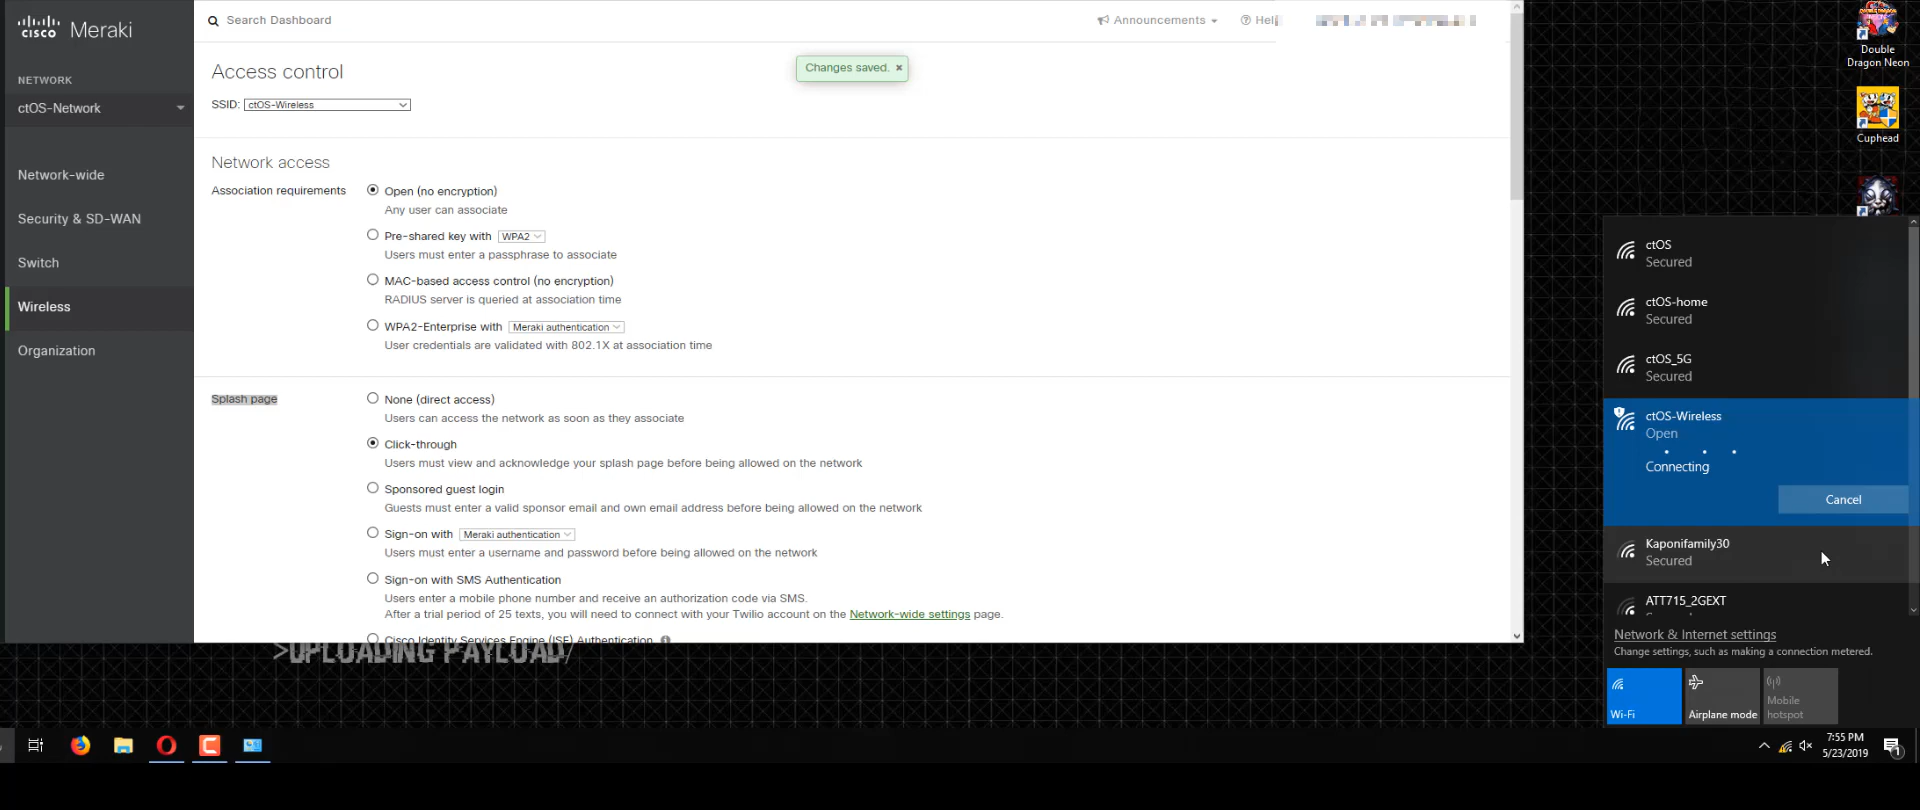 cisco Meraki
NETWORK
ctOS-Network
Network-wide
Security & SD-WAN
Switch
Wireless
Organization
Search Dashboard
Announcements
Help
Changes saved. ×
Access control
SSID: ctOS-Wireless
Network access
Association requirements
Open (no encryption)
Any user can associate
Pre-shared key with WPA2
Users must enter a passphrase to associate
MAC-based access control (no encryption)
RADIUS server is queried at association time
WPA2-Enterprise with Meraki authentication
User credentials are validated with 802.1X at association time
Splash page
None (direct access)
Users can access the network as soon as they associate
Click-through
Users must view and acknowledge your splash page before being allowed on the network
Sponsored guest login
Guests must enter a valid sponsor email and own email address before being allowed on the network
Sign-on with Meraki authentication
Users must enter a username and password before being allowed on the network
Sign-on with SMS Authentication
Users enter a mobile phone number and receive an authorization code via SMS.
After a trial period of 25 texts, you will need to connect with your Twilio account on the Network-wide settings page.
Cisco Identity Services Engine (ISE) Authentication
>UPLOADING PAYLOAD/
Double
Dragon Neon
Cuphead
ctOS
Secured
ctOS-home
Secured
ctOS_5G
Secured
ctOS-Wireless
Open
Connecting
Cancel
Kaponifamily30
Secured
ATT715_2GEXT
Network & Internet settings
Change settings, such as making a connection metered.
Wi-Fi
Airplane mode
Mobile
hotspot
7:55 PM
5/23/2019
1